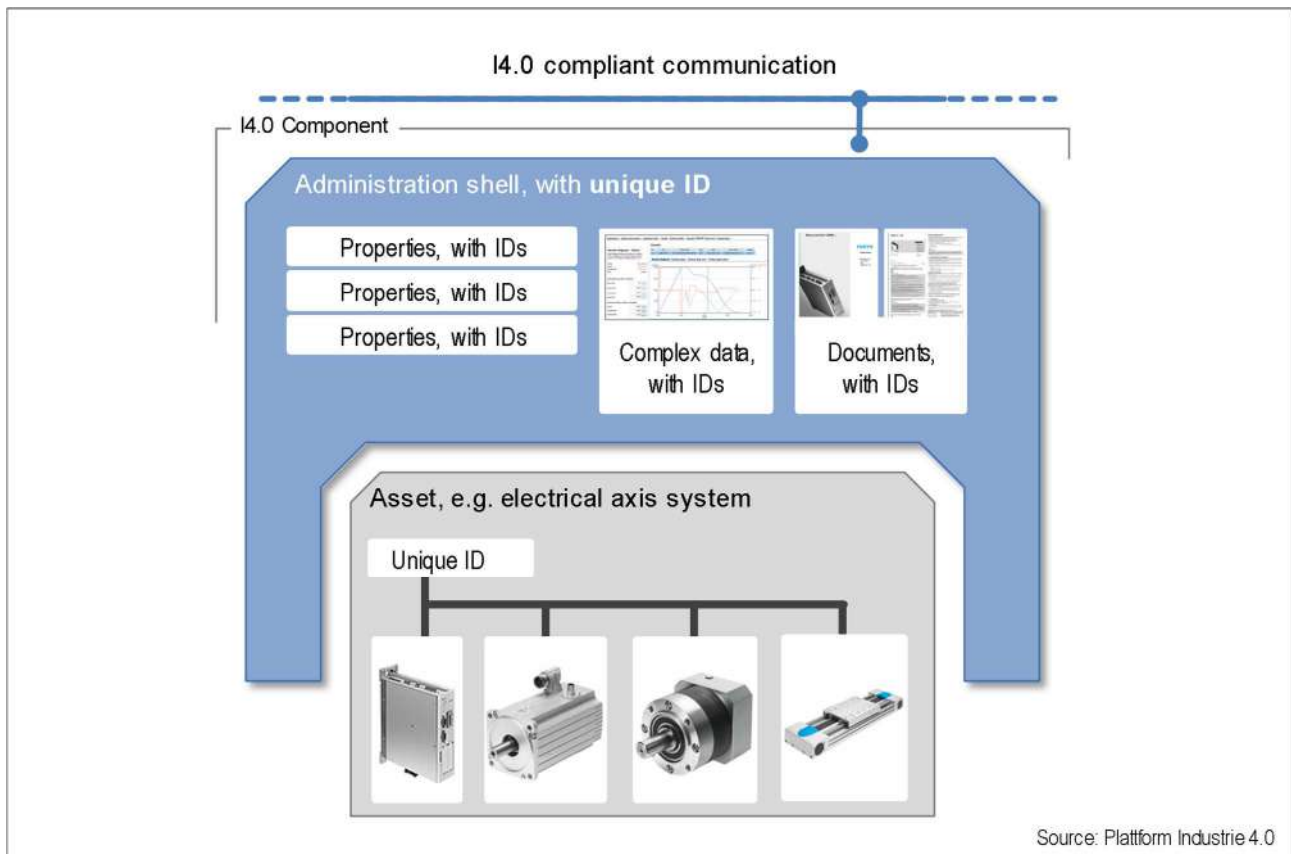 I4.0 compliant communication
I4.0 Component
Administration shell, with unique ID
Properties, with IDs
Properties, with IDs
Properties, with IDs
Complex data,
with IDs
Documents,
with IDs
Asset, e.g. electrical axis system
Unique ID
Source: Plattform Industrie 4.0